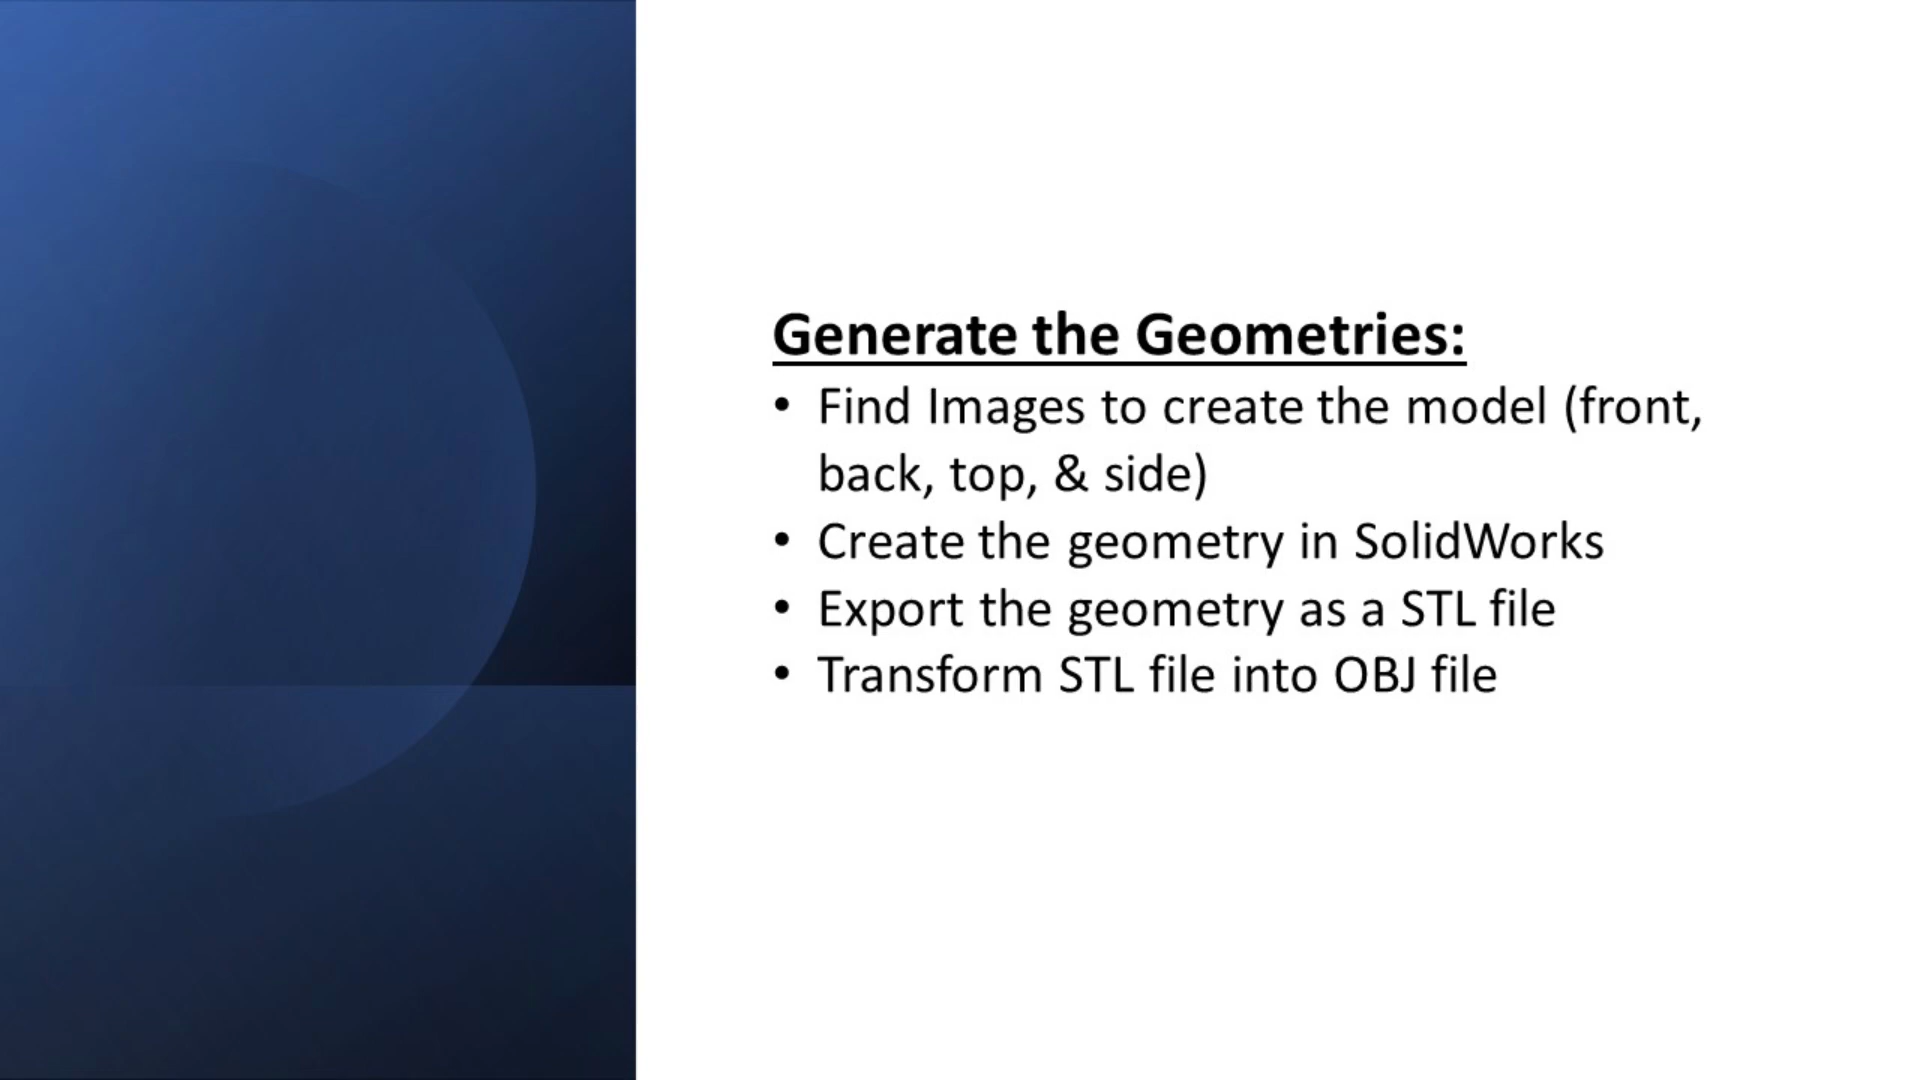 Generate the Geometries:
• Find Images to create the model (front,
back, top, & side)
• Create the geometry in SolidWorks
• Export the geometry as a STL file
• Transform STL file into OBJ file